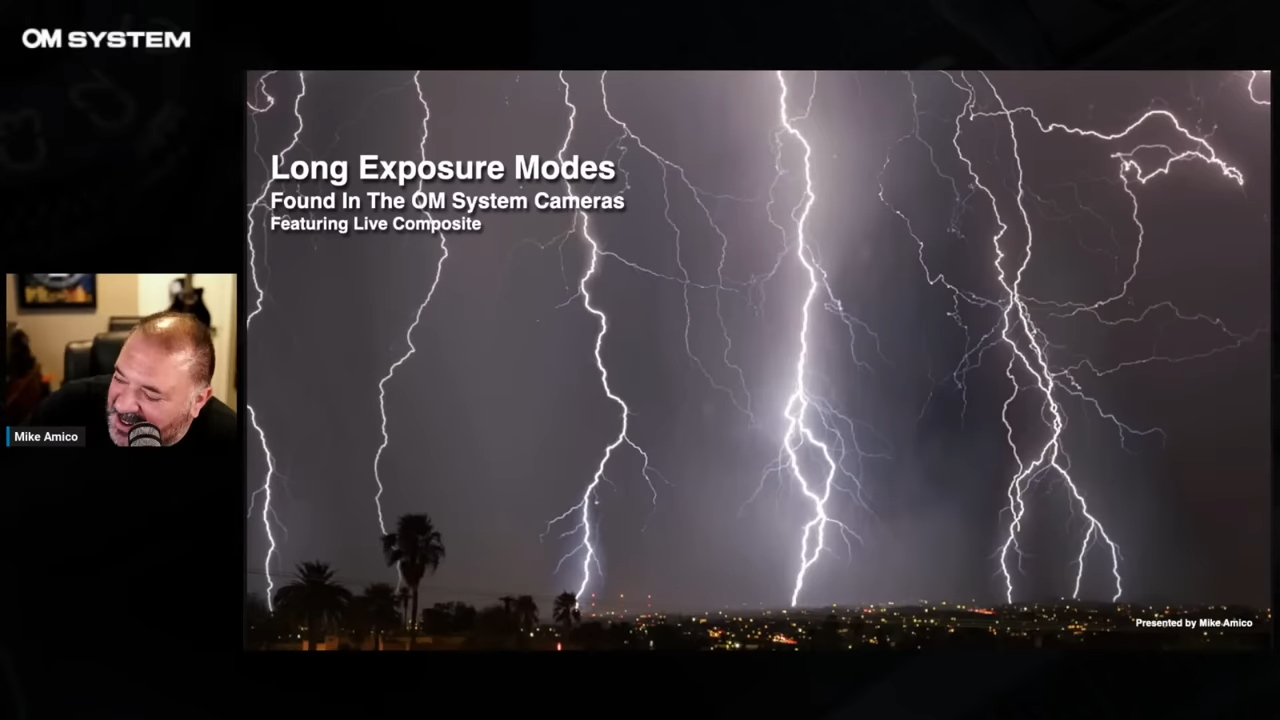 OM SYSTEM
Long Exposure Modes
Found In The OM System Cameras
Featuring Live Composite
Mike Amico
Presented by Mike Amico